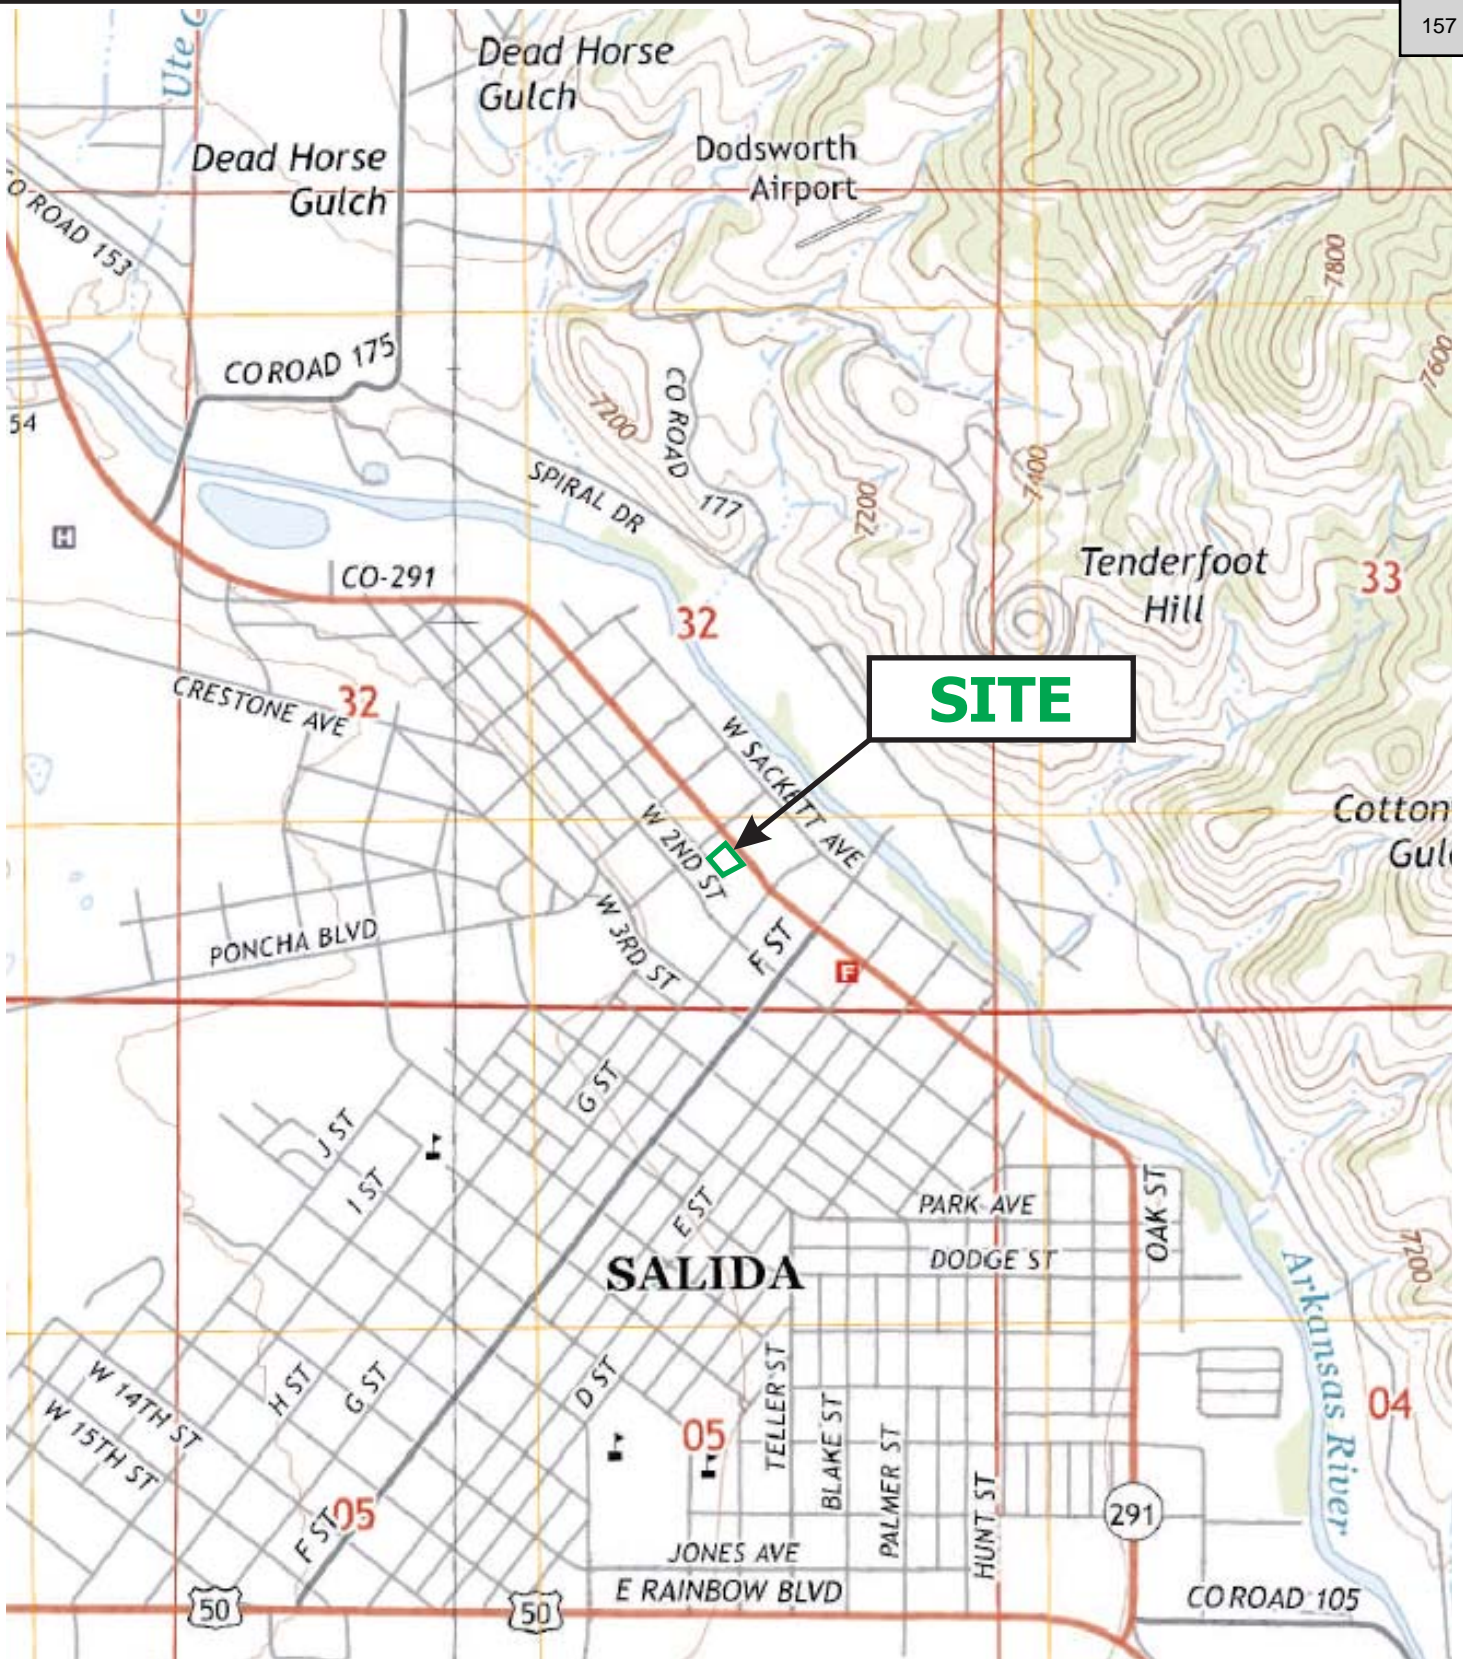 157
Ute
Dead Horse
Gulch
Dead Horse
Gulch
Dodsworth
Airport
O ROAD 153
7800
7600
CO ROAD 175
54
7200
CO ROAD 177
SPIRAL DR
7200
7400
H
CO-291
Tenderfoot
Hill
33
32
SITE
CRESTONE AVE
32
W SACKETT AVE
W 2ND ST
Cotton
Gul
W 3RD ST
PONCHA BLVD
F ST
F
G ST
J ST
I ST
E ST
PARK AVE
OAK ST
DODGE ST
7200
SALIDA
Arkansas River
W 14TH ST
W 15TH ST
H ST
G ST
D ST
TELLER ST
BLAKE ST
PALMER ST
HUNT ST
04
05
05
F ST
291
JONES AVE
E RAINBOW BLVD
CO ROAD 105
50
50